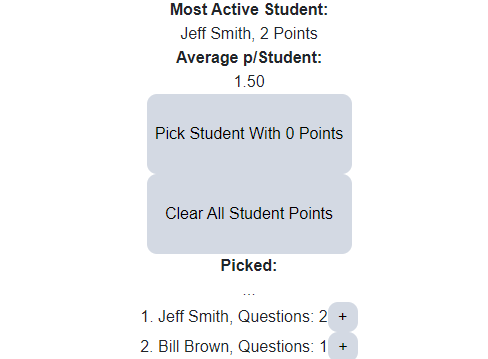 Most Active Student:
Jeff Smith, 2 Points
Average p/Student:
1.50
Pick Student With 0 Points
Clear All Student Points
Picked:
...
1. Jeff Smith, Questions: 2 +
2. Bill Brown, Questions: 1 +